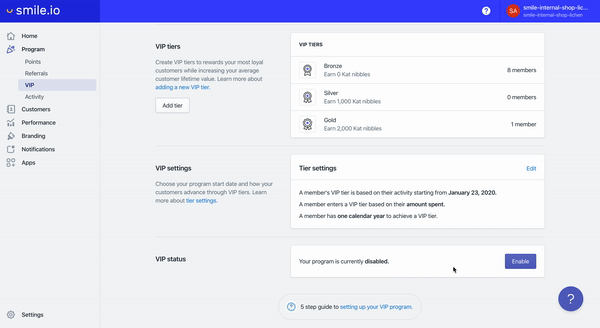 smile.io
?
SA
smile-internal-shop-lichen...
smile-internal-shop-lichen
Home
Program
Points
Referrals
VIP
Activity
Customers
Performance
Branding
Notifications
Apps
Settings
VIP tiers
Create VIP tiers to rewards your most loyal
customers while increasing your average
customer lifetime value. Learn more about
adding a new VIP tier.
Add tier
VIP TIERS
Bronze
Earn 0 Kat nibbles
8 members
Silver
Earn 1,000 Kat nibbles
0 members
Gold
Earn 2,000 Kat nibbles
1 member
VIP settings
Choose your program start date and how your
customers advance through VIP tiers. Learn
more about tier settings.
Tier settings
Edit
A member's VIP tier is based on their activity starting from January 23, 2020.
A member enters a VIP tier based on their amount spent.
A member has one calendar year to achieve a VIP tier.
VIP status
Your program is currently disabled.
Enable
? 5 step guide to setting up your VIP program.
?